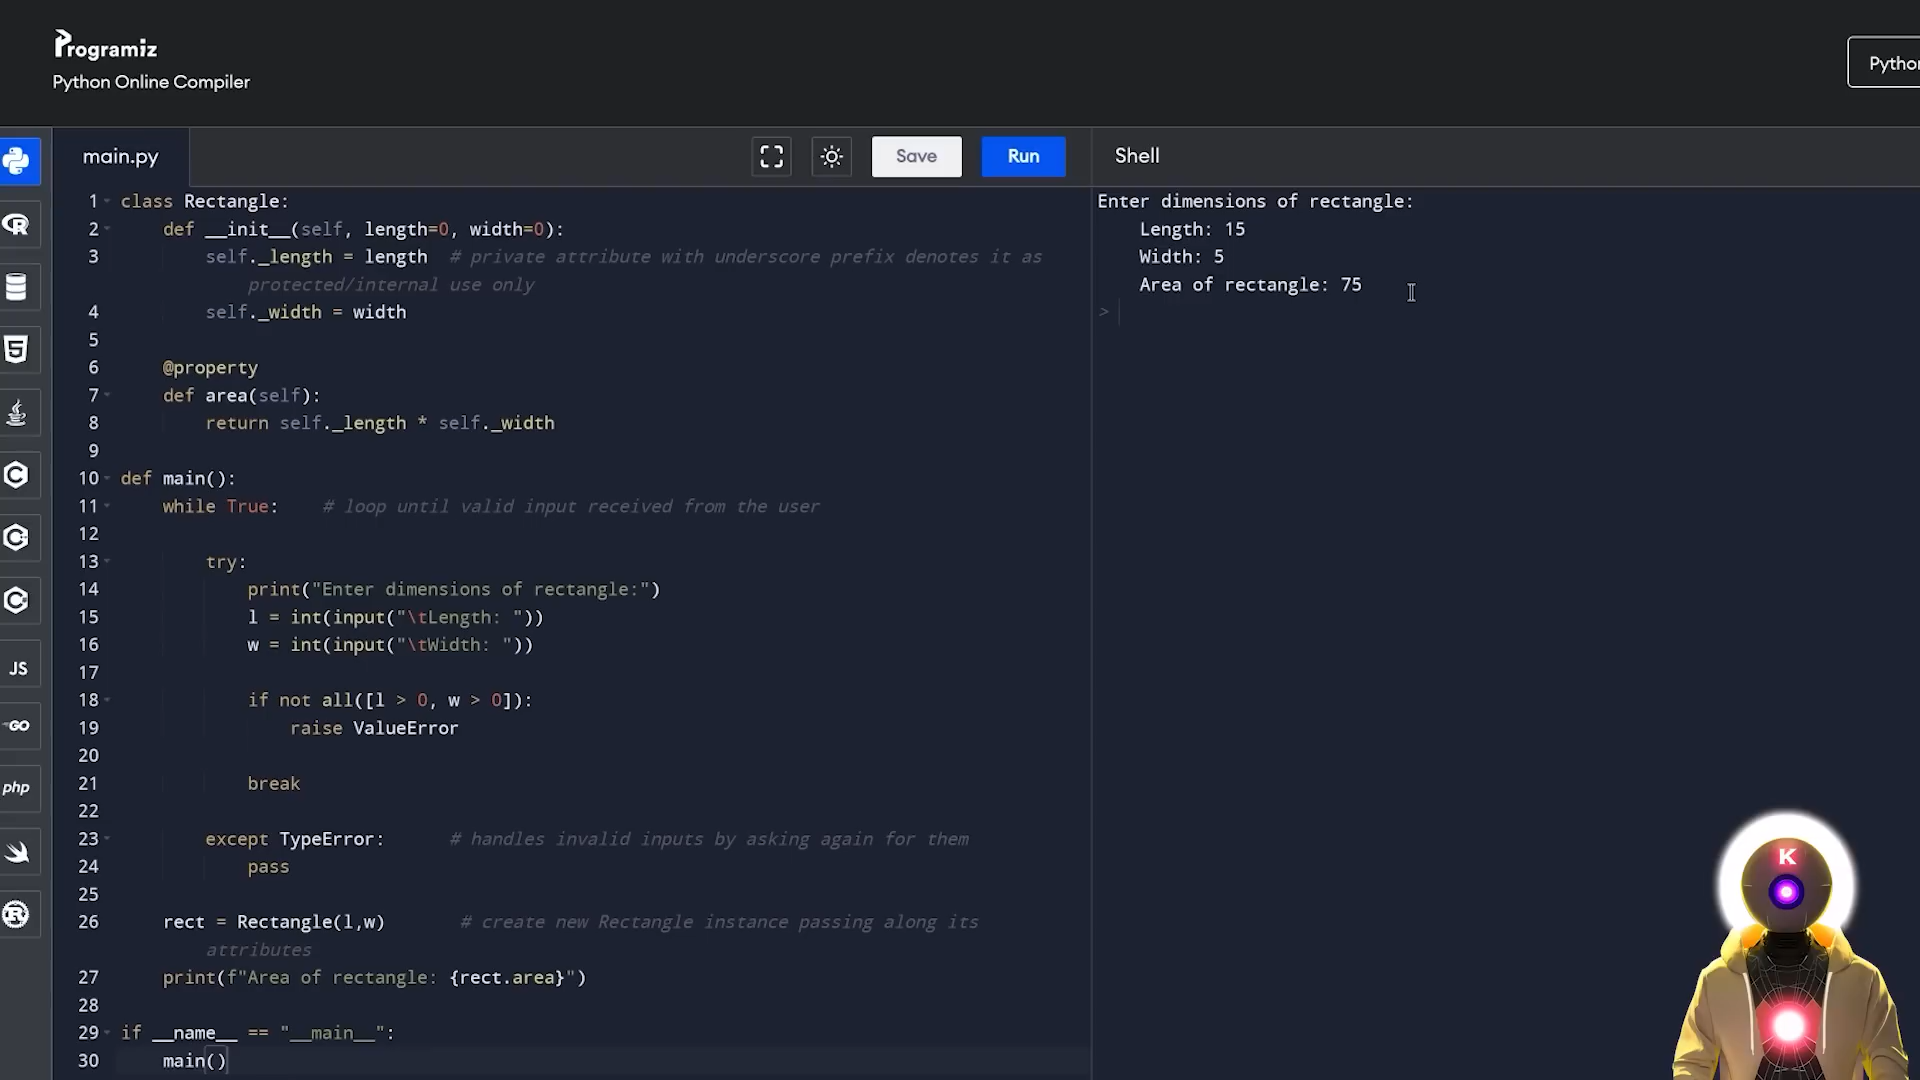 Programiz
Python Online Compiler
Pytho
main.py
Save
Run
Shell
1 class Rectangle:
2     def __init__(self, length=0, width=0):
3         self._length = length  # private attribute with underscore prefix denotes it as
            protected/internal use only
4         self._width = width
5
6     @property
7     def area(self):
8         return self._length * self._width
9
10 def main():
11     while True:    # loop until valid input received from the user
12
13         try:
14             print("Enter dimensions of rectangle:")
15             l = int(input("\tLength: "))
16             w = int(input("\tWidth: "))
17
18             if not all([l > 0, w > 0]):
19                 raise ValueError
20
21             break
22
23         except TypeError:      # handles invalid inputs by asking again for them
24             pass
25
26     rect = Rectangle(l,w)       # create new Rectangle instance passing along its
        attributes
27     print(f"Area of rectangle: {rect.area}")
28
29 if __name__ == "__main__":
30     main()
Enter dimensions of rectangle:
    Length: 15
    Width: 5
    Area of rectangle: 75
>
R
5
C
C
C
JS
GO
php
R
K